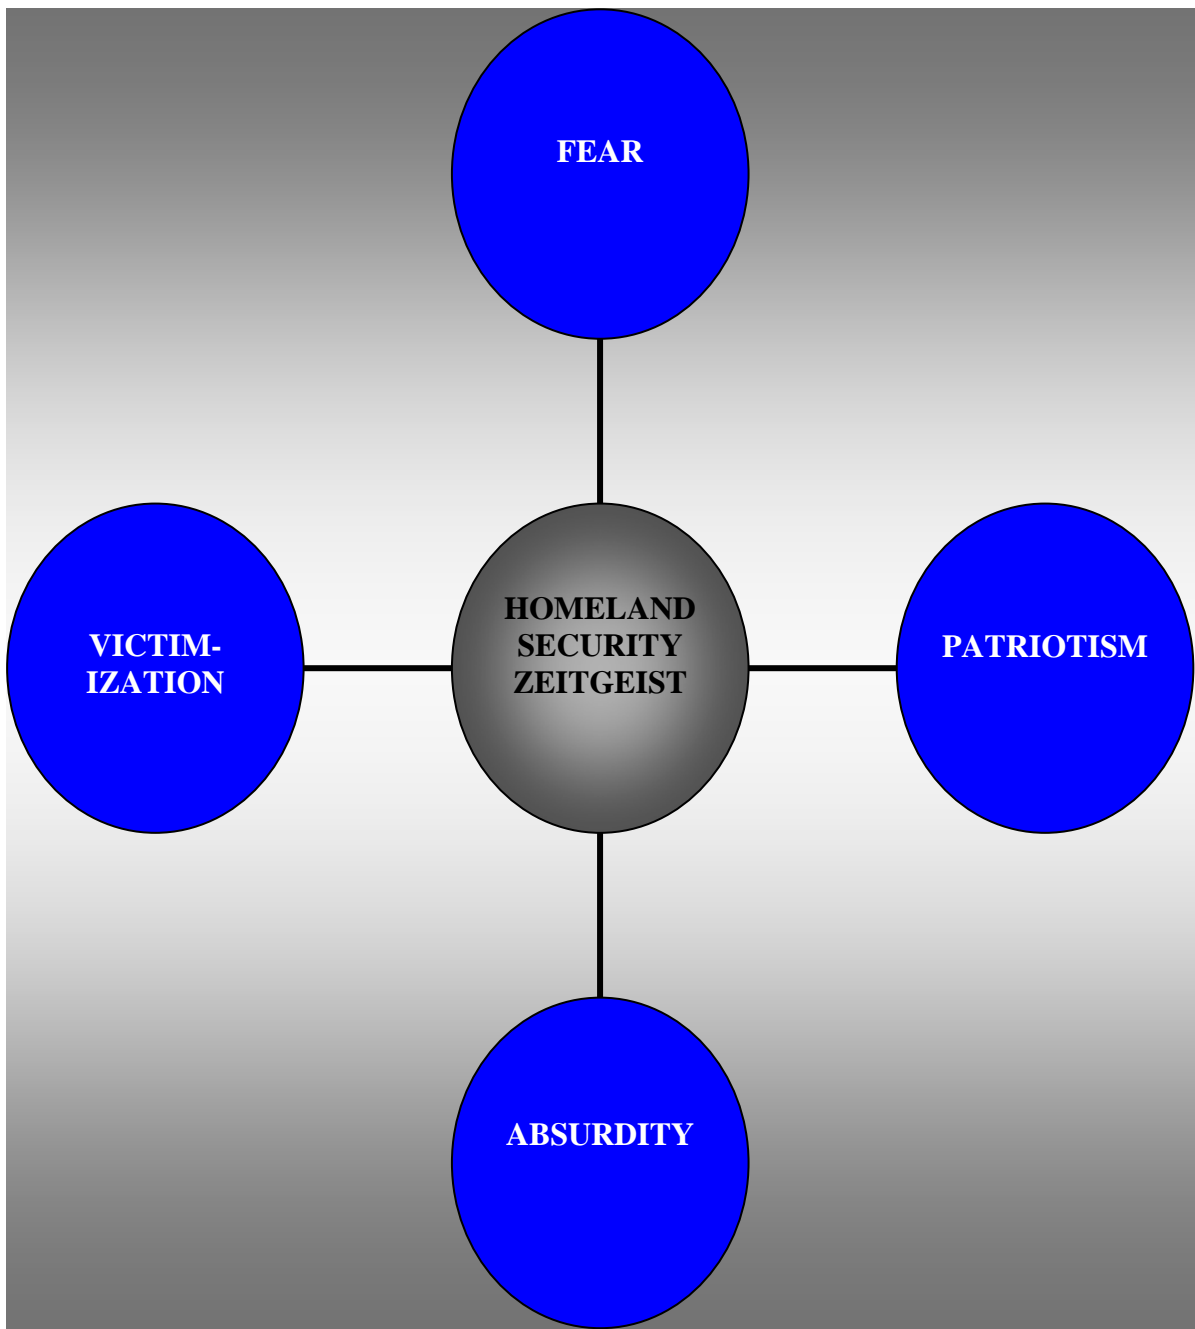 FEAR
HOMELAND
SECURITY
ZEITGEIST
VICTIM-
IZATION
PATRIOTISM
ABSURDITY